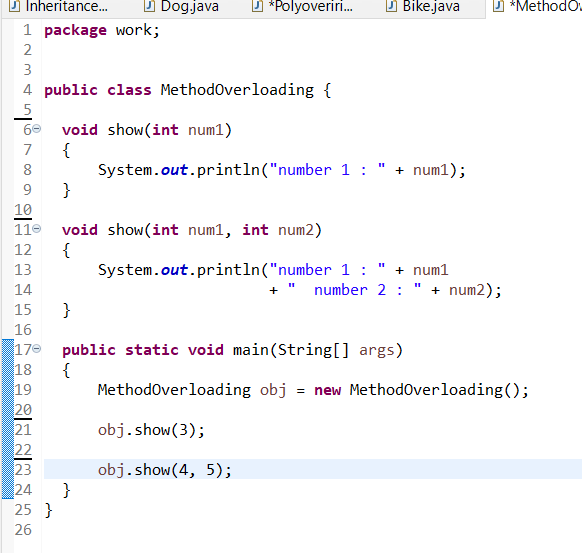 Inheritance... Dog.java *Polyoveriri... Bike.java *MethodOv
1 package work;
2
3
4 public class MethodOverloading {
5
6 void show(int num1)
7 {
8 System.out.println("number 1 : " + num1);
9 }
10
11 void show(int num1, int num2)
12 {
13 System.out.println("number 1 : " + num1
14 + "  number 2 : " + num2);
15 }
16
17 public static void main(String[] args)
18 {
19 MethodOverloading obj = new MethodOverloading();
20
21 obj.show(3);
22
23 obj.show(4, 5);
24 }
25 }
26